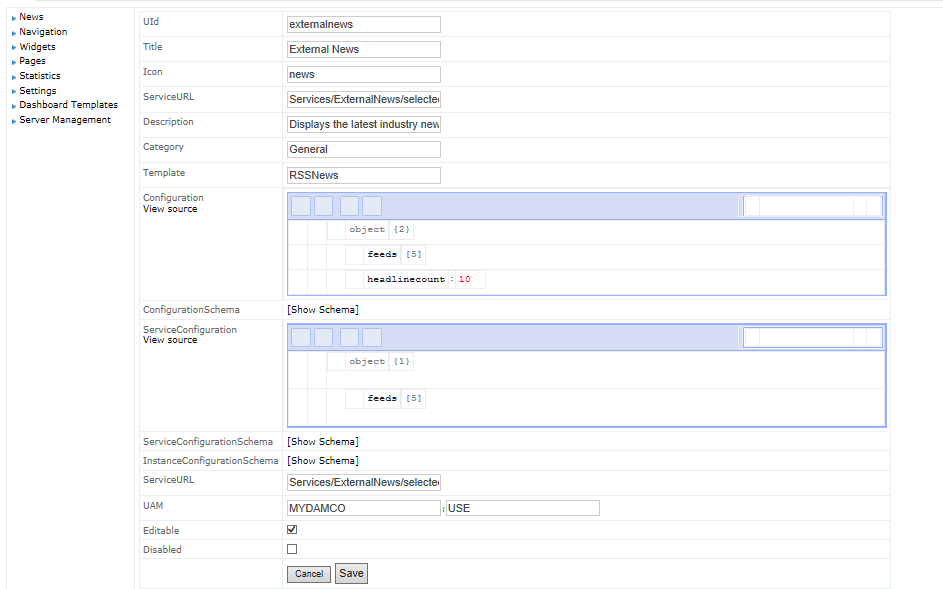 News
Navigation
Widgets
Pages
Statistics
Settings
Dashboard Templates
Server Management
UId externalnews
Title External News
Icon news
ServiceURL Services/ExternalNews/selecte
Description Displays the latest industry new
Category General
Template RSSNews
Configuration
View source
object {2}
feeds [5]
headlinecount : 10
ConfigurationSchema [Show Schema]
ServiceConfiguration
View source
object {1}
feeds [5]
ServiceConfigurationSchema [Show Schema]
InstanceConfigurationSchema [Show Schema]
ServiceURL Services/ExternalNews/selecte
UAM MYDAMCO : USE
Editable
Disabled
Cancel Save